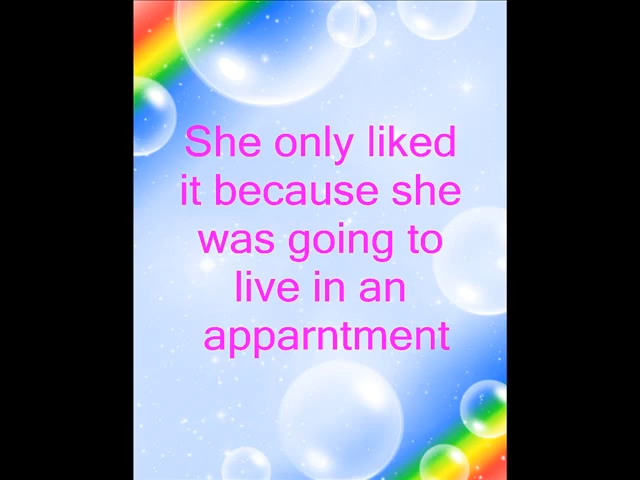 She only liked
it because she
was going to
live in an
apparntment